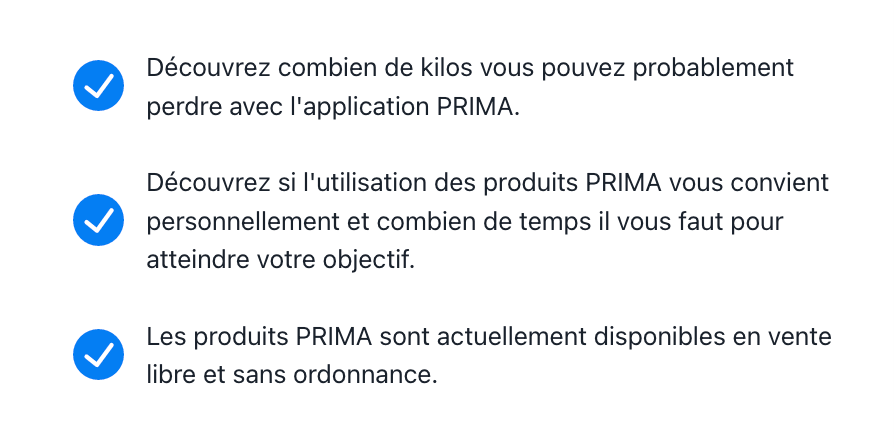 Découvrez combien de kilos vous pouvez probablement
perdre avec l'application PRIMA.
Découvrez si l'utilisation des produits PRIMA vous convient
personnellement et combien de temps il vous faut pour
atteindre votre objectif.
Les produits PRIMA sont actuellement disponibles en vente
libre et sans ordonnance.